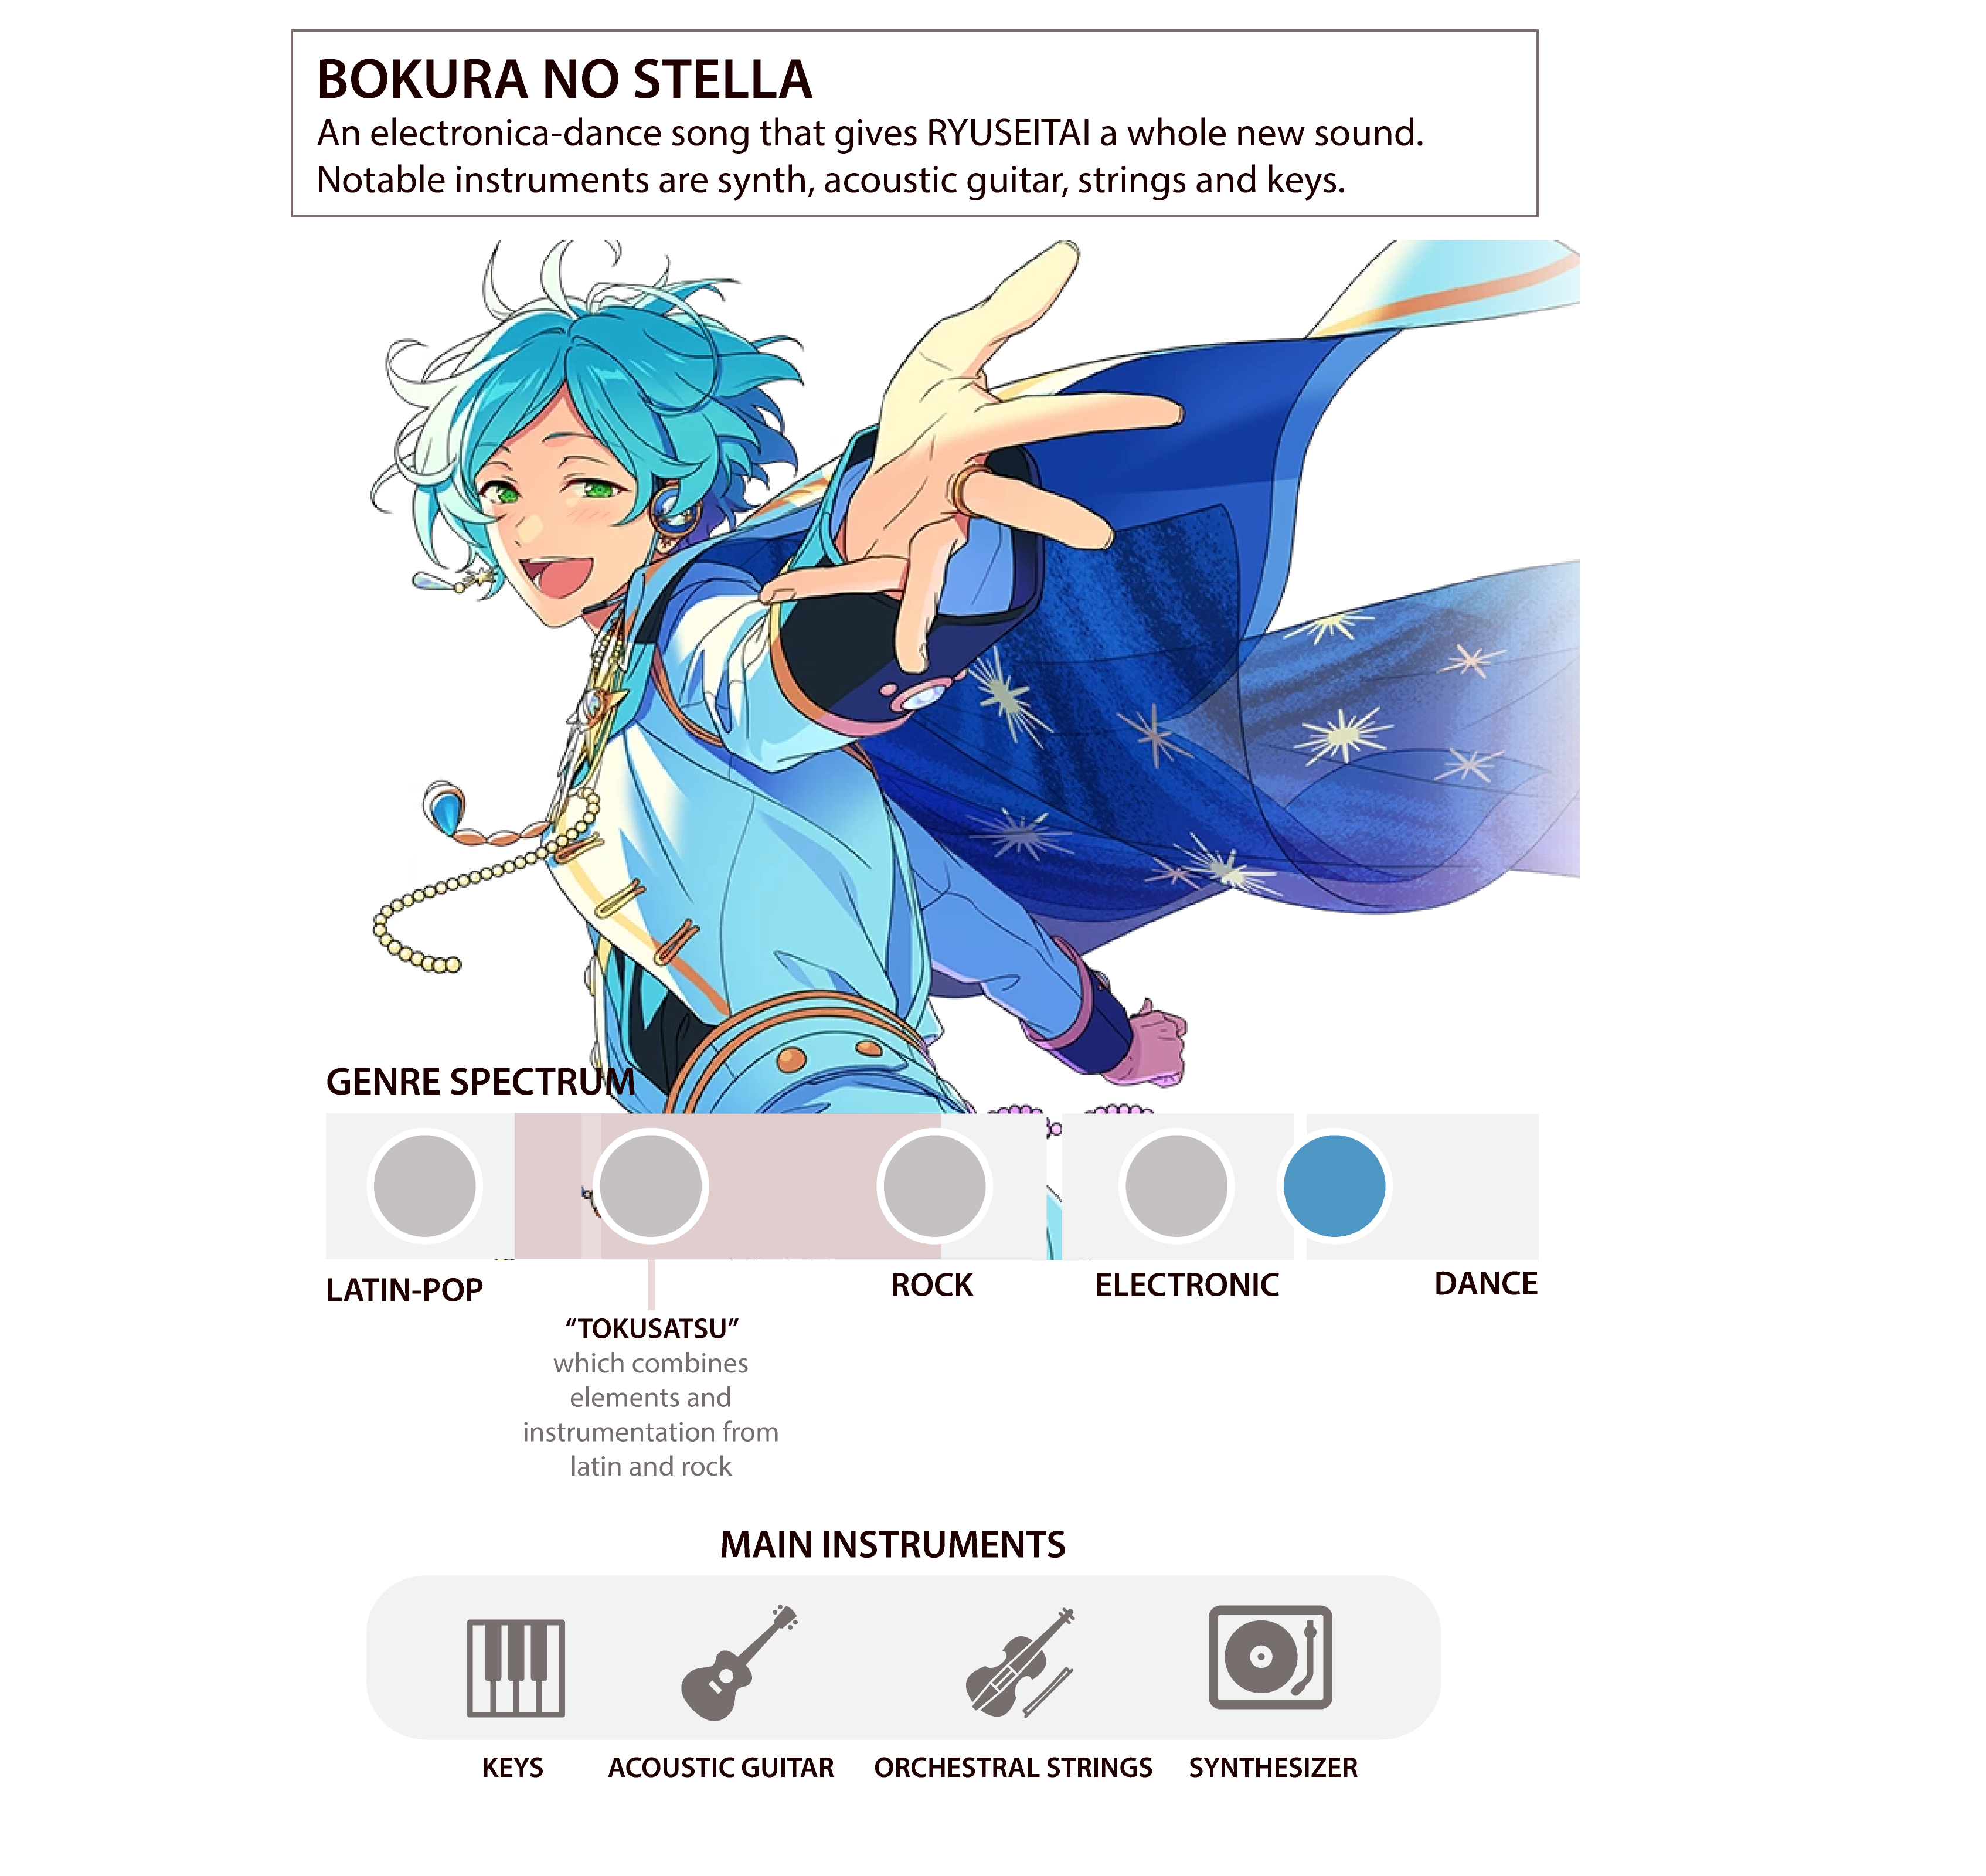 BOKURA NO STELLA
An electronica-dance song that gives RYUSEITAI a whole new sound.
Notable instruments are synth, acoustic guitar, strings and keys.
GENRE SPECTRUM
LATIN-POP
ROCK
ELECTRONIC
DANCE
“TOKUSATSU”
which combines
elements and
instrumentation from
latin and rock
MAIN INSTRUMENTS
KEYS
ACOUSTIC GUITAR
ORCHESTRAL STRINGS
SYNTHESIZER